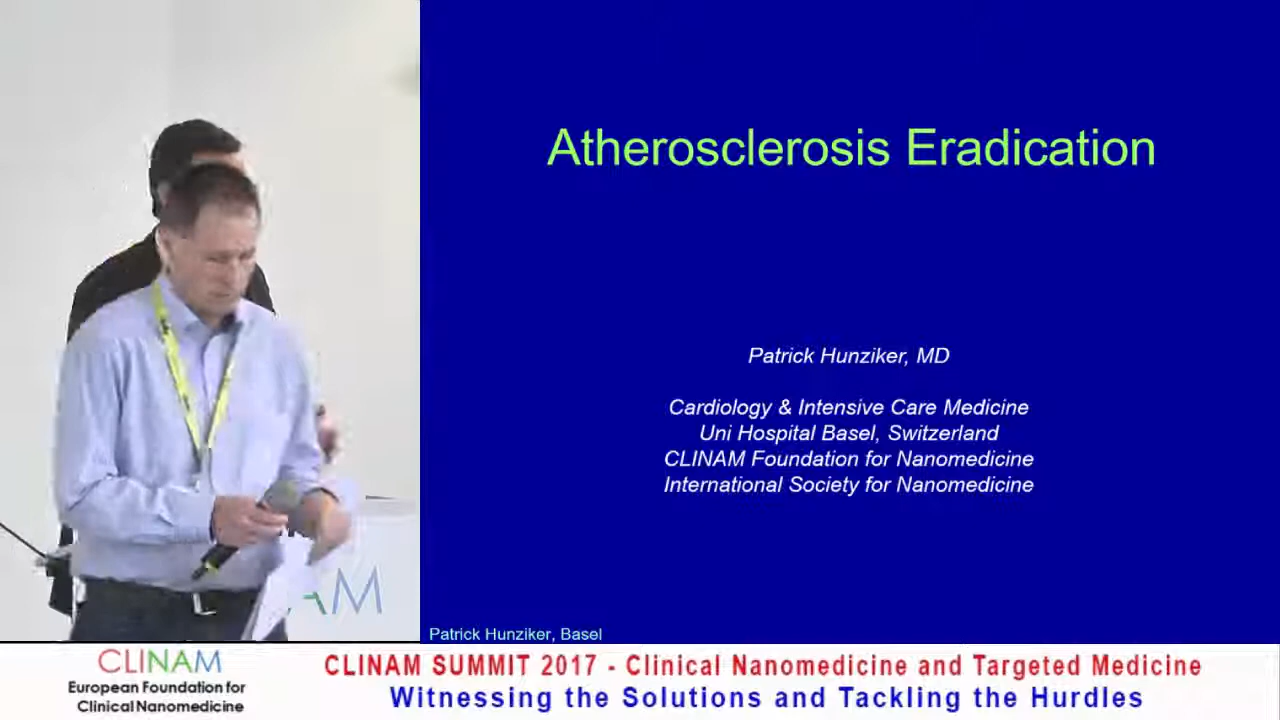 Atherosclerosis Eradication
Patrick Hunziker, MD
Cardiology & Intensive Care Medicine
Uni Hospital Basel, Switzerland
CLINAM Foundation for Nanomedicine
International Society for Nanomedicine
AM
Patrick Hunziker, Basel
CLINAM
European Foundation for
Clinical Nanomedicine
CLINAM SUMMIT 2017 - Clinical Nanomedicine and Targeted Medicine
Witnessing the Solutions and Tackling the Hurdles